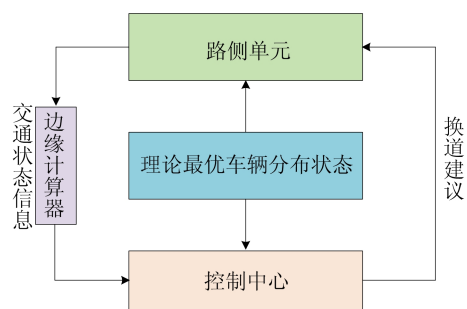 路侧单元
交通状态信息
边缘计算器
理论最优车辆分布状态
换道建议
控制中心